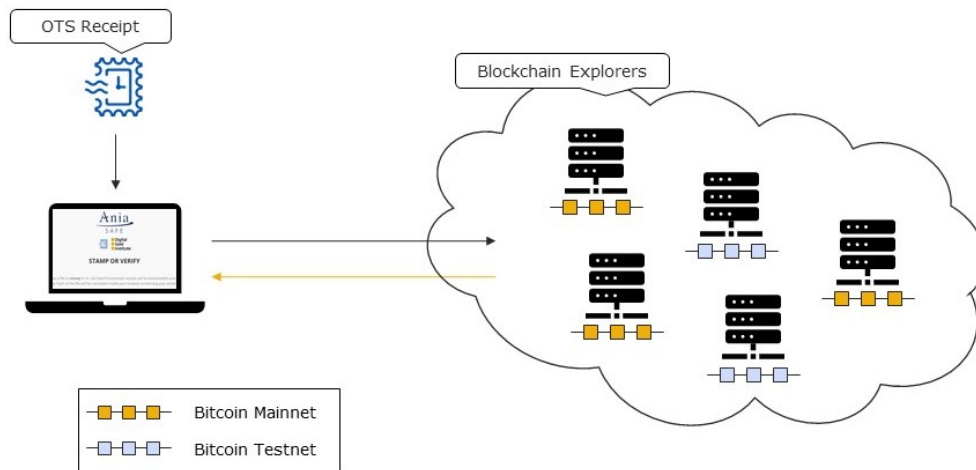 OTS Receipt
Blockchain Explorers
Ania
SAFE
Digital
Gold
Institute
STAMP OR VERIFY
Bitcoin Mainnet
Bitcoin Testnet